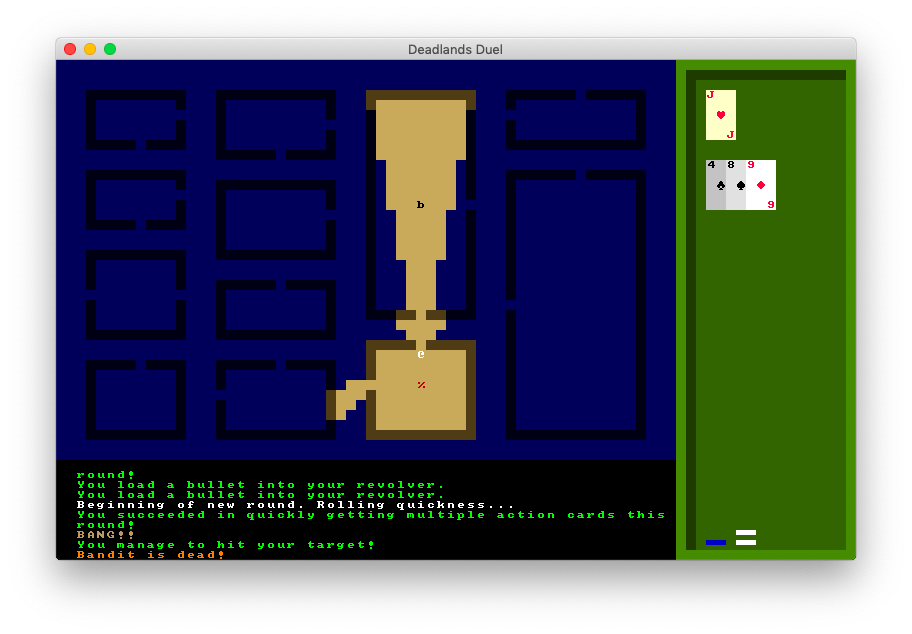 Deadlands Duel
J
J
4 8 9
9
b
e
%
round!
You load a bullet into your revolver.
You load a bullet into your revolver.
Beginning of new round. Rolling quickness...
You succeeded in quickly getting multiple action cards this
round!
BANG!!
You manage to hit your target!
Bandit is dead!